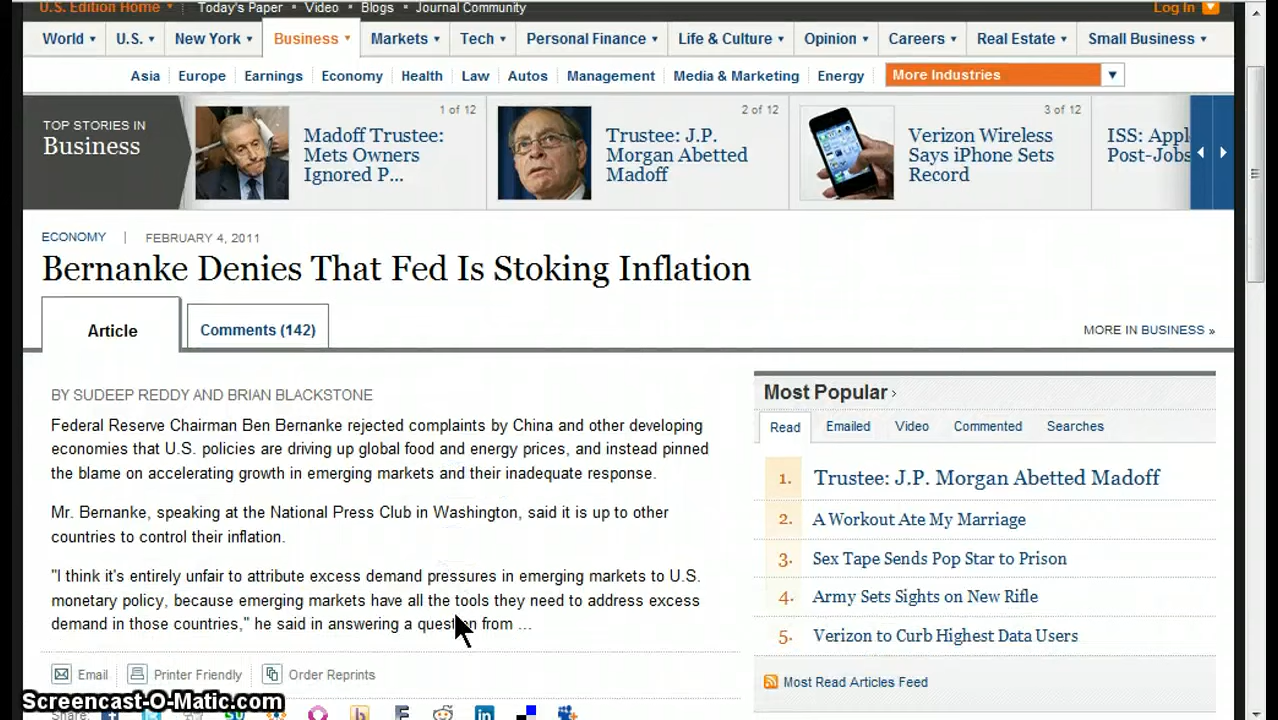 U.S. Edition Home Today's Paper • Video • Blogs • Journal Community Log In
World U.S. New York Business Markets Tech Personal Finance Life & Culture Opinion Careers Real Estate Small Business
Asia Europe Earnings Economy Health Law Autos Management Media & Marketing Energy More Industries
TOP STORIES IN
Business
1 of 12
Madoff Trustee:
Mets Owners
Ignored P...
2 of 12
Trustee: J.P.
Morgan Abetted
Madoff
3 of 12
Verizon Wireless
Says iPhone Sets
Record
ISS: Appl
Post-Jobs
ECONOMY | FEBRUARY 4, 2011
Bernanke Denies That Fed Is Stoking Inflation
Article Comments (142)
MORE IN BUSINESS »
BY SUDEEP REDDY AND BRIAN BLACKSTONE
Federal Reserve Chairman Ben Bernanke rejected complaints by China and other developing
economies that U.S. policies are driving up global food and energy prices, and instead pinned
the blame on accelerating growth in emerging markets and their inadequate response.
Mr. Bernanke, speaking at the National Press Club in Washington, said it is up to other
countries to control their inflation.
"I think it's entirely unfair to attribute excess demand pressures in emerging markets to U.S.
monetary policy, because emerging markets have all the tools they need to address excess
demand in those countries," he said in answering a question from ...
Email Printer Friendly Order Reprints
Share:
Most Popular ›
Read Emailed Video Commented Searches
1. Trustee: J.P. Morgan Abetted Madoff
2. A Workout Ate My Marriage
3. Sex Tape Sends Pop Star to Prison
4. Army Sets Sights on New Rifle
5. Verizon to Curb Highest Data Users
Most Read Articles Feed
Screencast-O-Matic.com